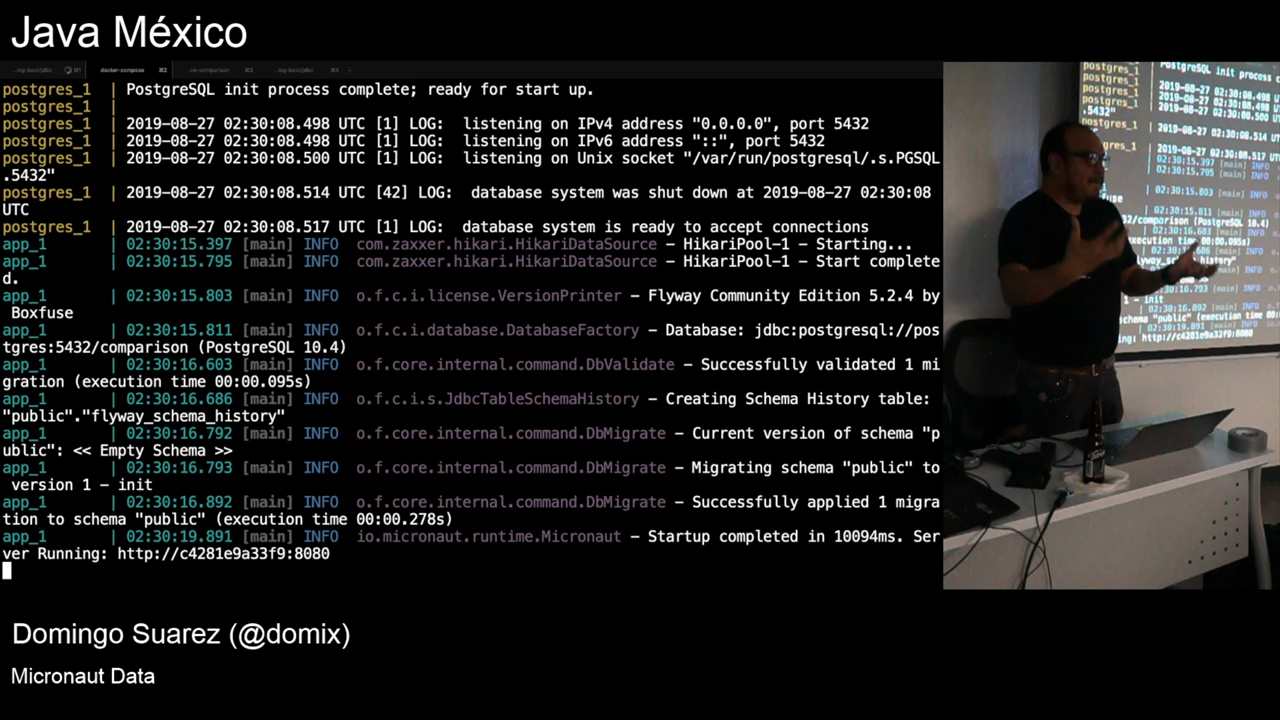 Java México
docker-compose
postgres_1 | PostgreSQL init process complete; ready for start up.
postgres_1 |
postgres_1 | 2019-08-27 02:30:08.498 UTC [1] LOG: listening on IPv4 address "0.0.0.0", port 5432
postgres_1 | 2019-08-27 02:30:08.498 UTC [1] LOG: listening on IPv6 address "::", port 5432
postgres_1 | 2019-08-27 02:30:08.500 UTC [1] LOG: listening on Unix socket "/var/run/postgresql/.s.PGSQL
.5432"
postgres_1 | 2019-08-27 02:30:08.514 UTC [42] LOG: database system was shut down at 2019-08-27 02:30:08
UTC
postgres_1 | 2019-08-27 02:30:08.517 UTC [1] LOG: database system is ready to accept connections
app_1 | 02:30:15.397 [main] INFO com.zaxxer.hikari.HikariDataSource – HikariPool-1 – Starting...
app_1 | 02:30:15.795 [main] INFO com.zaxxer.hikari.HikariDataSource – HikariPool-1 – Start complete
d.
app_1 | 02:30:15.803 [main] INFO o.f.c.i.license.VersionPrinter – Flyway Community Edition 5.2.4 by
Boxfuse
app_1 | 02:30:15.811 [main] INFO o.f.c.i.database.DatabaseFactory – Database: jdbc:postgresql://pos
tgres:5432/comparison (PostgreSQL 10.4)
app_1 | 02:30:16.603 [main] INFO o.f.core.internal.command.DbValidate – Successfully validated 1 mi
gration (execution time 00:00.095s)
app_1 | 02:30:16.686 [main] INFO o.f.c.i.s.JdbcTableSchemaHistory – Creating Schema History table:
"public"."flyway_schema_history"
app_1 | 02:30:16.792 [main] INFO o.f.core.internal.command.DbMigrate – Current version of schema "p
ublic": << Empty Schema >>
app_1 | 02:30:16.793 [main] INFO o.f.core.internal.command.DbMigrate – Migrating schema "public" to
version 1 – init
app_1 | 02:30:16.892 [main] INFO o.f.core.internal.command.DbMigrate – Successfully applied 1 migra
tion to schema "public" (execution time 00:00.278s)
app_1 | 02:30:19.891 [main] INFO io.micronaut.runtime.Micronaut – Startup completed in 10094ms. Ser
ver Running: http://c4281e9a33f9:8080
Domingo Suarez (@domix)
Micronaut Data